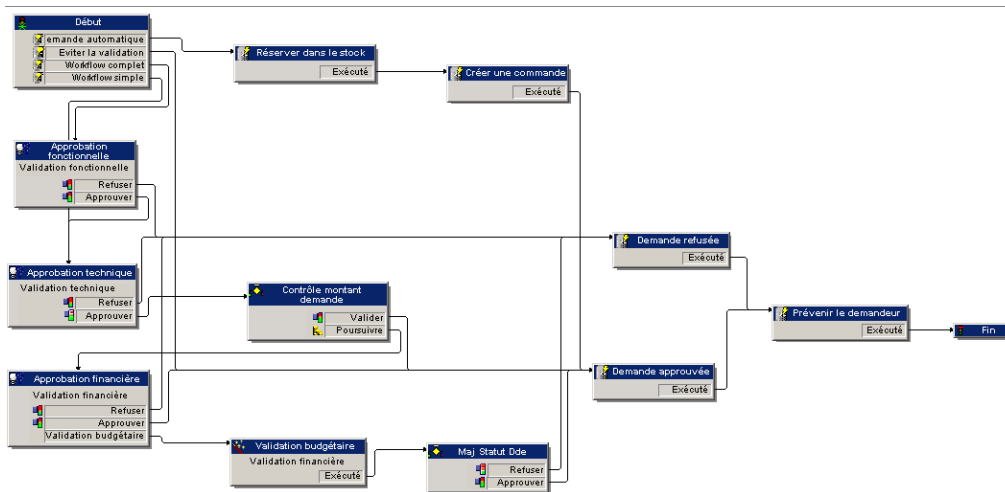 Début
emande automatique
Eviter la validation
Workflow complet
Workflow simple
Réserver dans le stock
Exécuté
Créer une commande
Exécuté
Approbation
fonctionnelle
Validation fonctionnelle
Refuser
Approuver
Demande refusée
Exécuté
Approbation technique
Validation technique
Refuser
Approuver
Contrôle montant
demande
Valider
Poursuivre
Prévenir le demandeur
Exécuté
Fin
Approbation financière
Validation financière
Refuser
Approuver
Validation budgétaire
Demande approuvée
Exécuté
Validation budgétaire
Validation financière
Exécuté
Maj Statut Dde
Refuser
Approuver